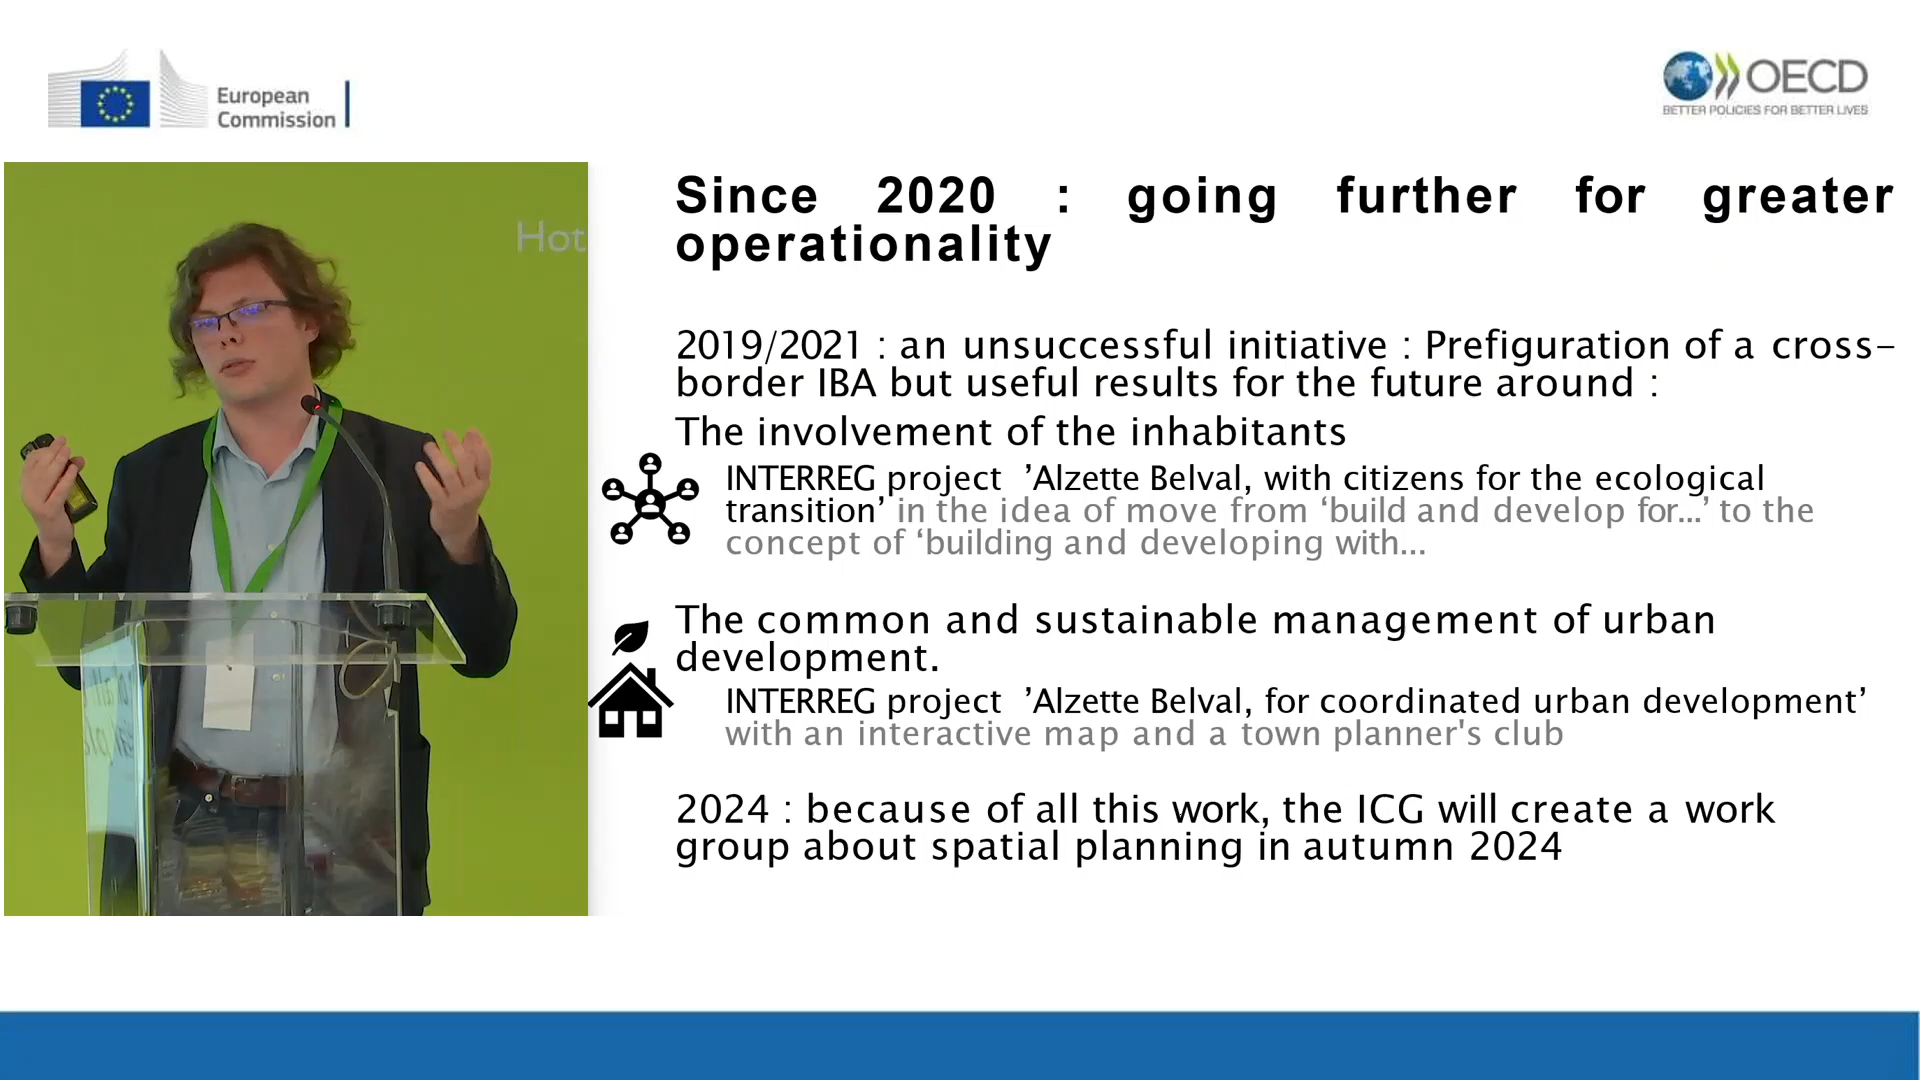 European
Commission
OECD
BETTER POLICIES FOR BETTER LIVES
Hot
Since 2020 : going further for greater
operationality
2019/2021 : an unsuccessful initiative : Prefiguration of a cross-
border IBA but useful results for the future around :
The involvement of the inhabitants
INTERREG project ’Alzette Belval, with citizens for the ecological
transition’ in the idea of move from ‘build and develop for...’ to the
concept of ‘building and developing with...
The common and sustainable management of urban
development.
INTERREG project ’Alzette Belval, for coordinated urban development’
with an interactive map and a town planner's club
2024 : because of all this work, the ICG will create a work
group about spatial planning in autumn 2024